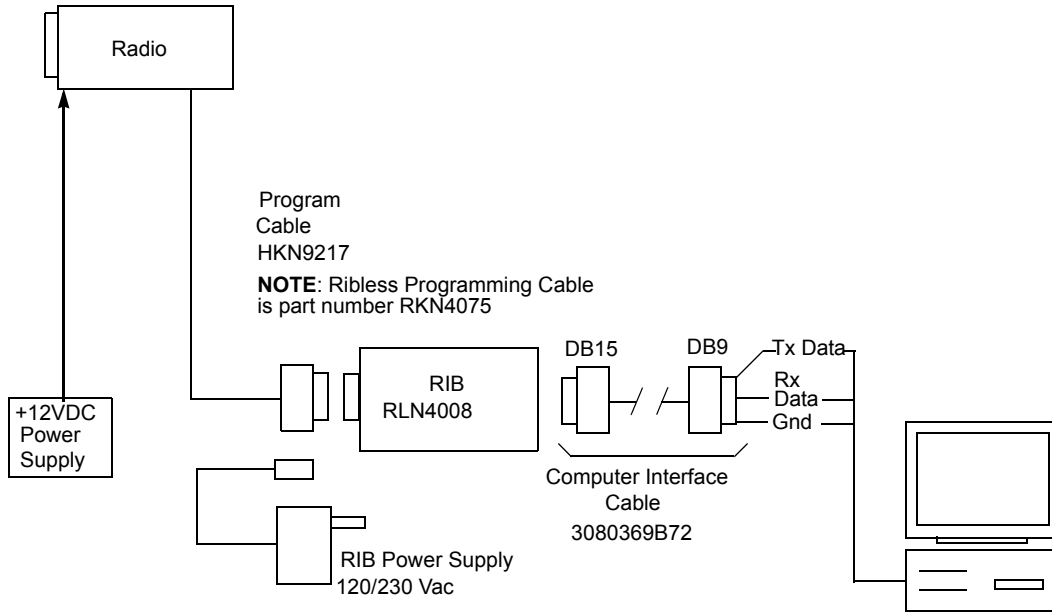 Radio
Program
Cable
HKN9217
NOTE: Ribless Programming Cable
is part number RKN4075
DB15
DB9
Tx Data
Rx
Data
Gnd
RIB
RLN4008
+12VDC
Power
Supply
Computer Interface
Cable
3080369B72
RIB Power Supply
120/230 Vac